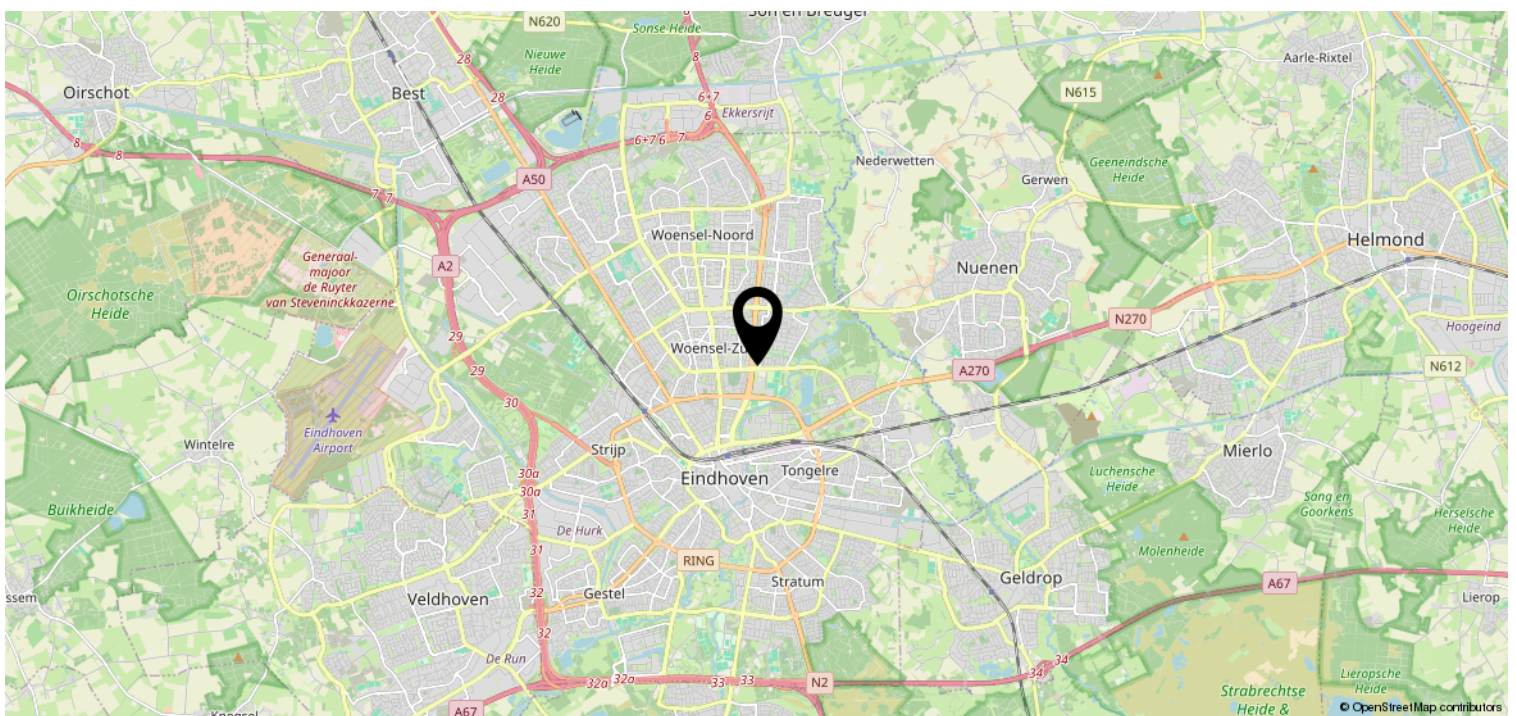 N620
Son en Breugel
Sonse Heide
Aarle-Rixtel
28
Nieuwe
Heide
8
Oirschot
Best
28
6+7
N615
6
Ekkersrijt
6+7 6
7
8
8
Nederwetten
Geeneindsche
Heide
A50
Gerwen
7 7
Woensel-Noord
Helmond
Generaal-
majoor
de Ruyter
van Steveninckkazerne
A2
Nuenen
Oirschotsche
Heide
N270
Hoogeind
29
Woensel-Zu
29
A270
N612
30
Eindhoven
Airport
Wintelre
Strijp
Mierlo
30a
Eindhoven
Tongelre
Luchensche
Heide
30a
Buikheide
31
Sang en
Goorkens
Herselsche
Heide
De Hurk
31
RING
Molenheide
Stratum
Geldrop
A67
32
Gestel
Veldhoven
ssem
Lierop
32
De Run
34
34
32a
32a
33
33
N2
Lieropsche
Heide
Strabrechtse
Heide &
A67
© OpenStreetMap contributors